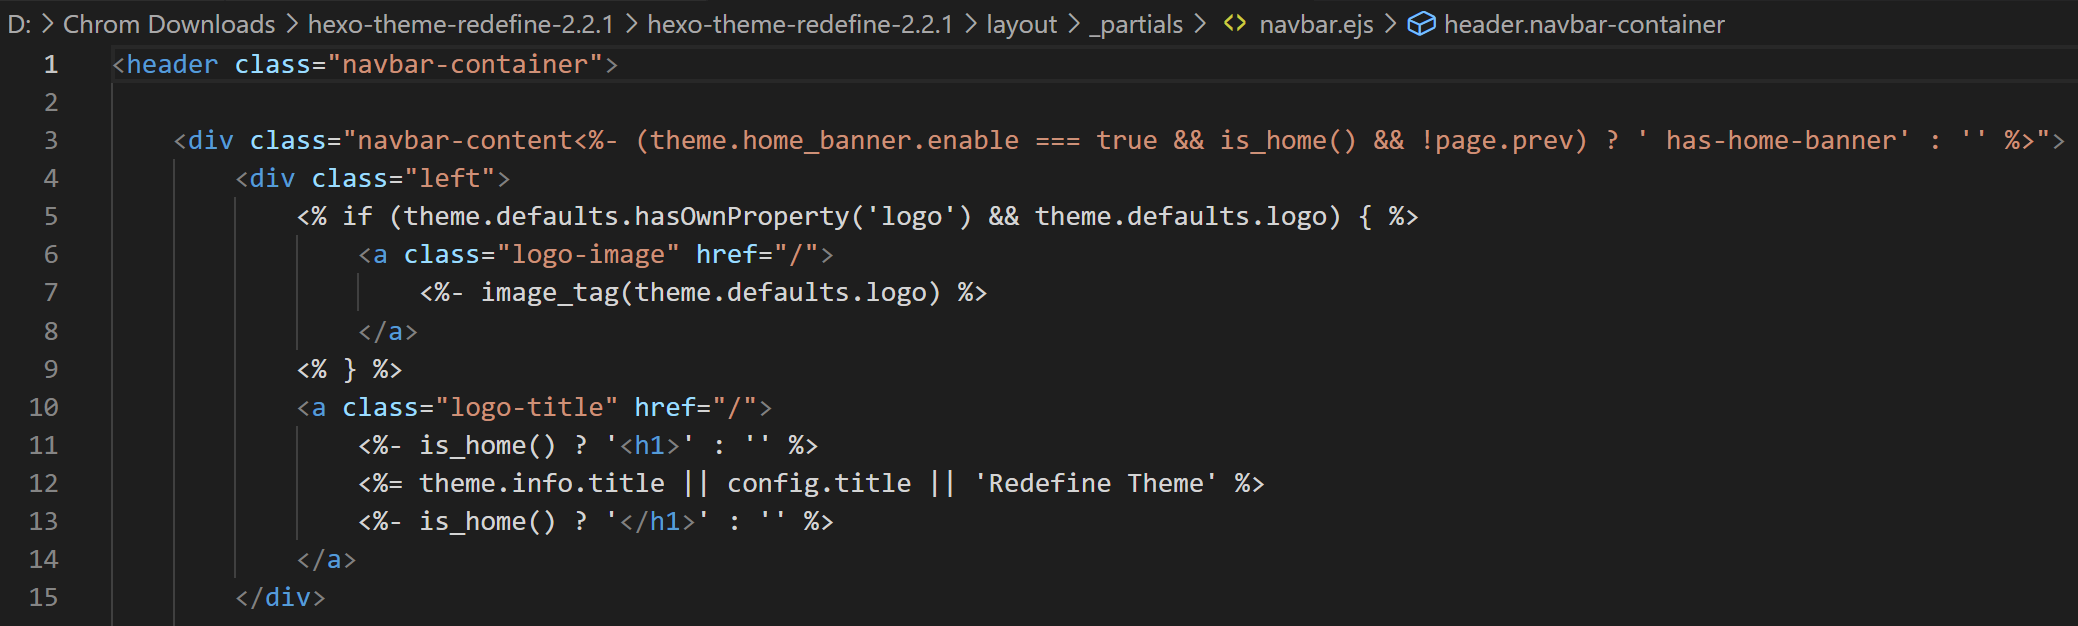 D: > Chrom Downloads > hexo-theme-redefine-2.2.1 > hexo-theme-redefine-2.2.1 > layout > _partials > <> navbar.ejs > header.navbar-container
1 <header class="navbar-container">
2
3 <div class="navbar-content<%- (theme.home_banner.enable === true && is_home() && !page.prev) ? ' has-home-banner' : '' %>">
4 <div class="left">
5 <% if (theme.defaults.hasOwnProperty('logo') && theme.defaults.logo) { %>
6 <a class="logo-image" href="/">
7 <%- image_tag(theme.defaults.logo) %>
8 </a>
9 <% } %>
10 <a class="logo-title" href="/">
11 <%- is_home() ? '<h1>' : '' %>
12 <%= theme.info.title || config.title || 'Redefine Theme' %>
13 <%- is_home() ? '</h1>' : '' %>
14 </a>
15 </div>